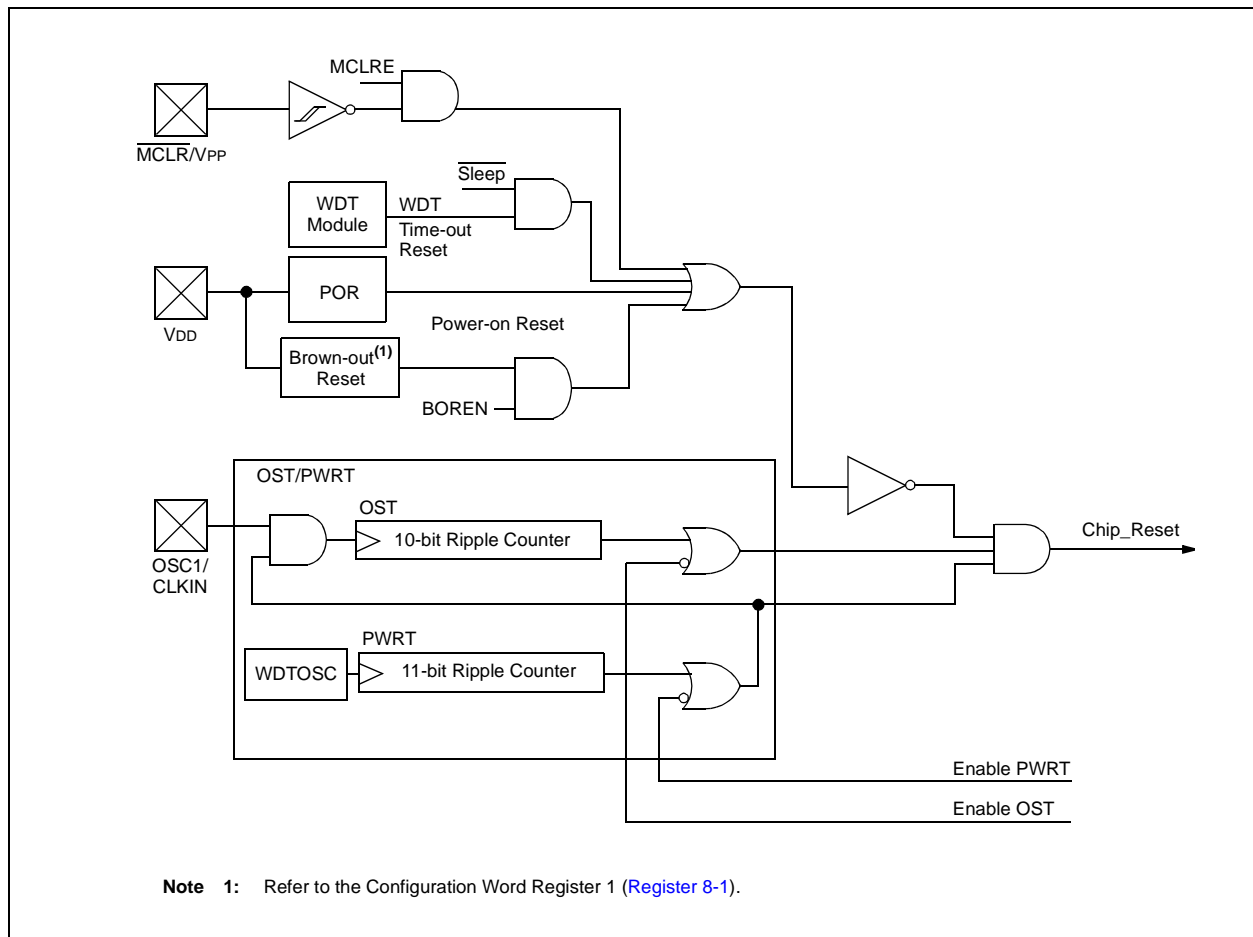 MCLRE
MCLR/VPP
Sleep
WDT
Module
WDT
Time-out
Reset
POR
VDD
Power-on Reset
Brown-out(1)
Reset
BOREN
OST/PWRT
OST
10-bit Ripple Counter
OSC1/
CLKIN
Chip_Reset
PWRT
WDTOSC
11-bit Ripple Counter
Enable PWRT
Enable OST
Note 1: Refer to the Configuration Word Register 1 (Register 8-1).